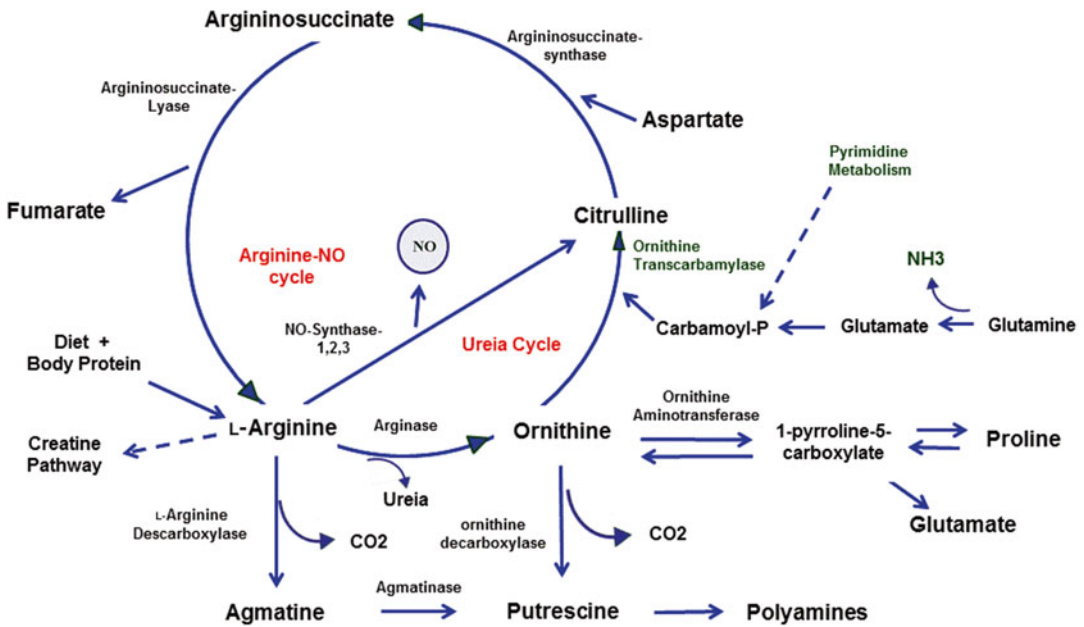 Argininosuccinate
Argininosuccinate-
synthase
Argininosuccinate-
Lyase
Aspartate
Pyrimidine
Metabolism
Fumarate
Citrulline
NO
Arginine-NO
cycle
Ornithine
Transcarbamylase
NH3
NO-Synthase-
1,2,3
Ureia Cycle
Carbamoyl-P
Glutamate
Glutamine
Diet +
Body Protein
L-Arginine
Arginase
Ornithine
Ornithine
Aminotransferase
1-pyrroline-5-
carboxylate
Proline
Creatine
Pathway
Ureia
Glutamate
L-Arginine
Descarboxylase
CO2
ornithine
decarboxylase
CO2
Agmatine
Agmatinase
Putrescine
Polyamines